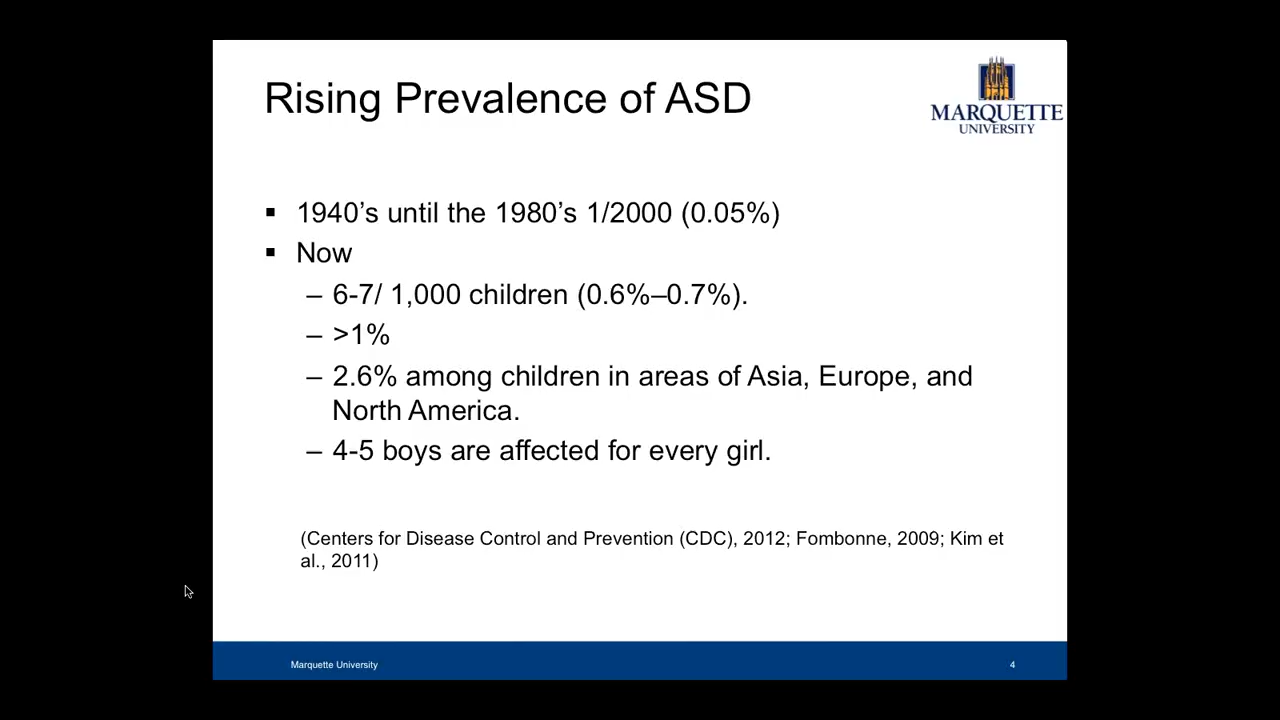 Rising Prevalence of ASD
MARQUETTE
UNIVERSITY
▪ 1940’s until the 1980’s 1/2000 (0.05%)
▪ Now
– 6-7/ 1,000 children (0.6%–0.7%).
– >1%
– 2.6% among children in areas of Asia, Europe, and
North America.
– 4-5 boys are affected for every girl.
(Centers for Disease Control and Prevention (CDC), 2012; Fombonne, 2009; Kim et
al., 2011)
Marquette University
4